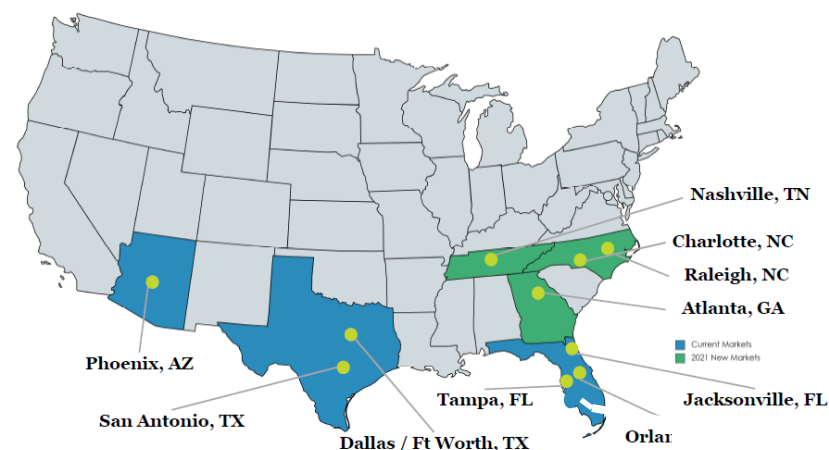 Nashville, TN
Charlotte, NC
Raleigh, NC
Atlanta, GA
Current Markets
2021 New Markets
Phoenix, AZ
Tampa, FL
Jacksonville, FL
San Antonio, TX
Orlan
Dallas / Ft Worth, TX